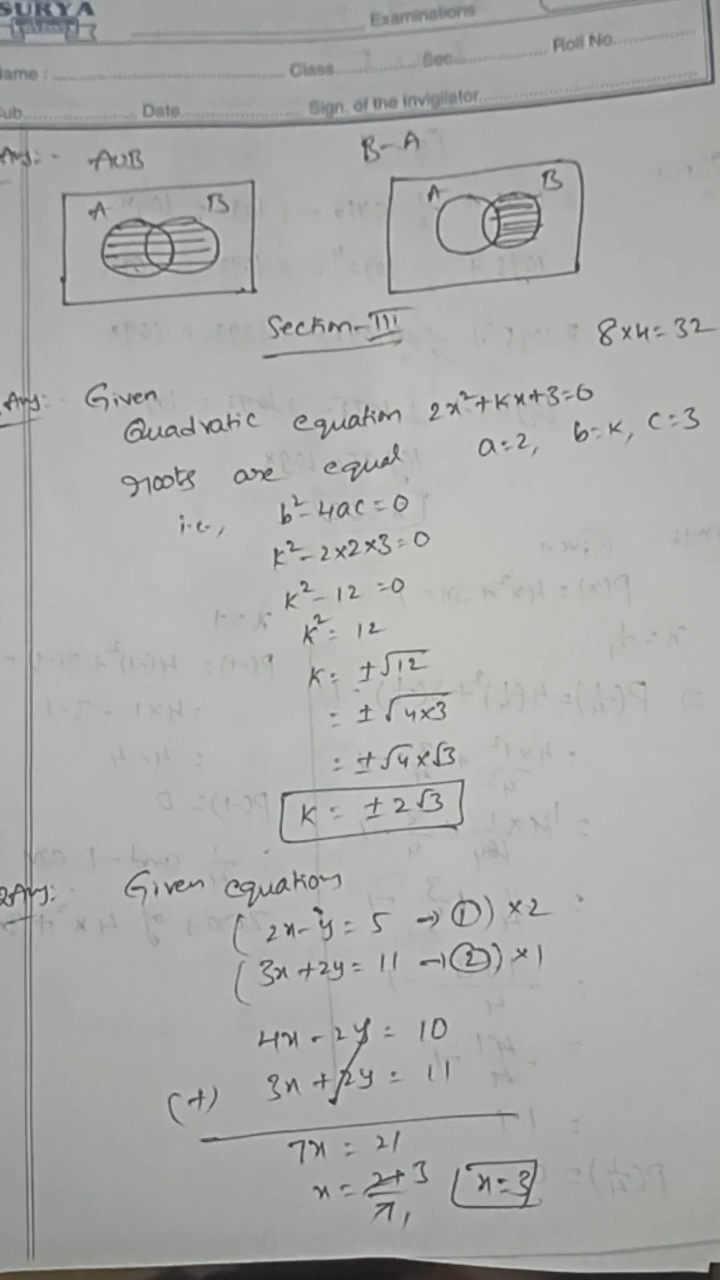 SURYA
Examinations
Name : Class Sec. Roll No.
Sub. Date Sign. of the Invigilator
Ans:- A∪B B-A
A B A B
Section-III 8×4=32
Ans: Given
Quadratic equation 2x²+Kx+3=0
roots are equal a=2, b=K, c=3
i.e., b²-4ac=0
K²-2×2×3=0
K²-12=0
K²=12
K=±√12
=±√4×3
=±√4×√3
K=±2√3
2Ans: Given equations
(2x-y=5 →①)×2
(3x+2y=11 →②)×1
4x-2y=10
(+) 3x+2y=11
7x=21
x=21/7 3 1 x=3